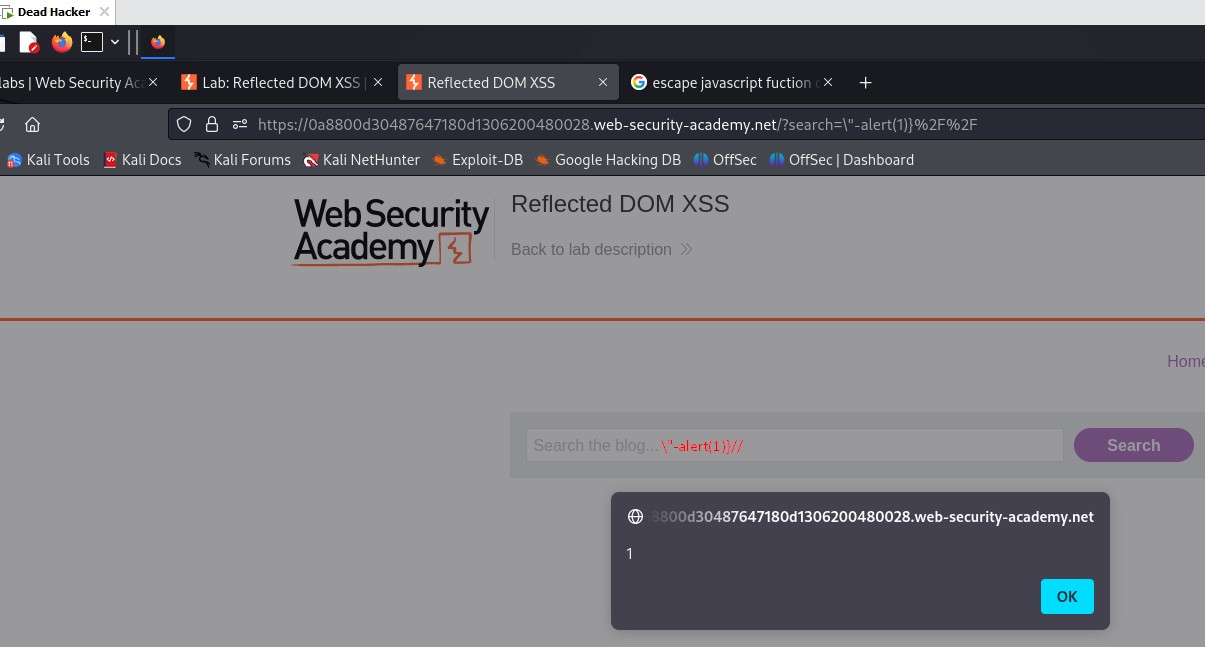 Dead Hacker
labs | Web Security Ac
Lab: Reflected DOM XSS |
Reflected DOM XSS
escape javascript fuction
https://0a8800d30487647180d1306200480028.web-security-academy.net/?search=\"-alert(1)}%2F%2F
Kali Tools
Kali Docs
Kali Forums
Kali NetHunter
Exploit-DB
Google Hacking DB
OffSec
OffSec | Dashboard
WebSecurity
Academy
Reflected DOM XSS
Back to lab description
Home
Search the blog... \"-alert(1)}//
Search
8800d30487647180d1306200480028.web-security-academy.net
1
OK